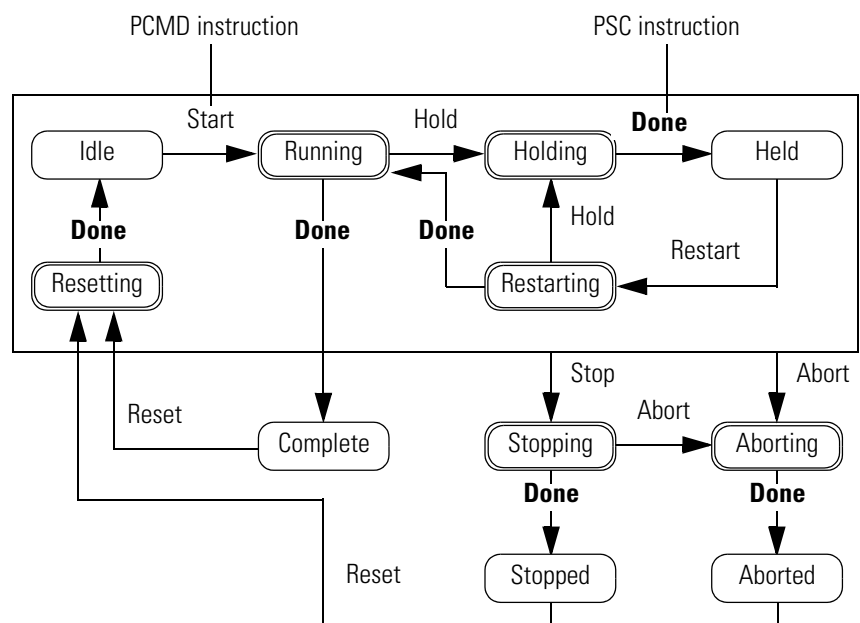 PCMD instruction
PSC instruction
Start
Hold
Done
Idle
Running
Holding
Held
Done
Done
Done
Hold
Restart
Resetting
Restarting
Stop
Abort
Reset
Abort
Complete
Stopping
Aborting
Done
Done
Reset
Stopped
Aborted